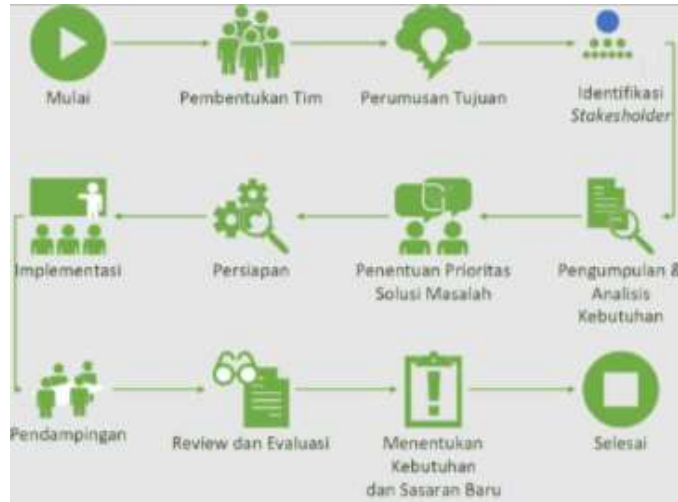 Mulai
Pembentukan Tim
Perumusan Tujuan
Identifikasi
Stakesholder
Implementasi
Persiapan
Penentuan Prioritas
Solusi Masalah
Pengumpulan &
Analisis
Kebutuhan
Pendampingan
Review dan Evaluasi
Menentukan
Kebutuhan
dan Sasaran Baru
Selesai